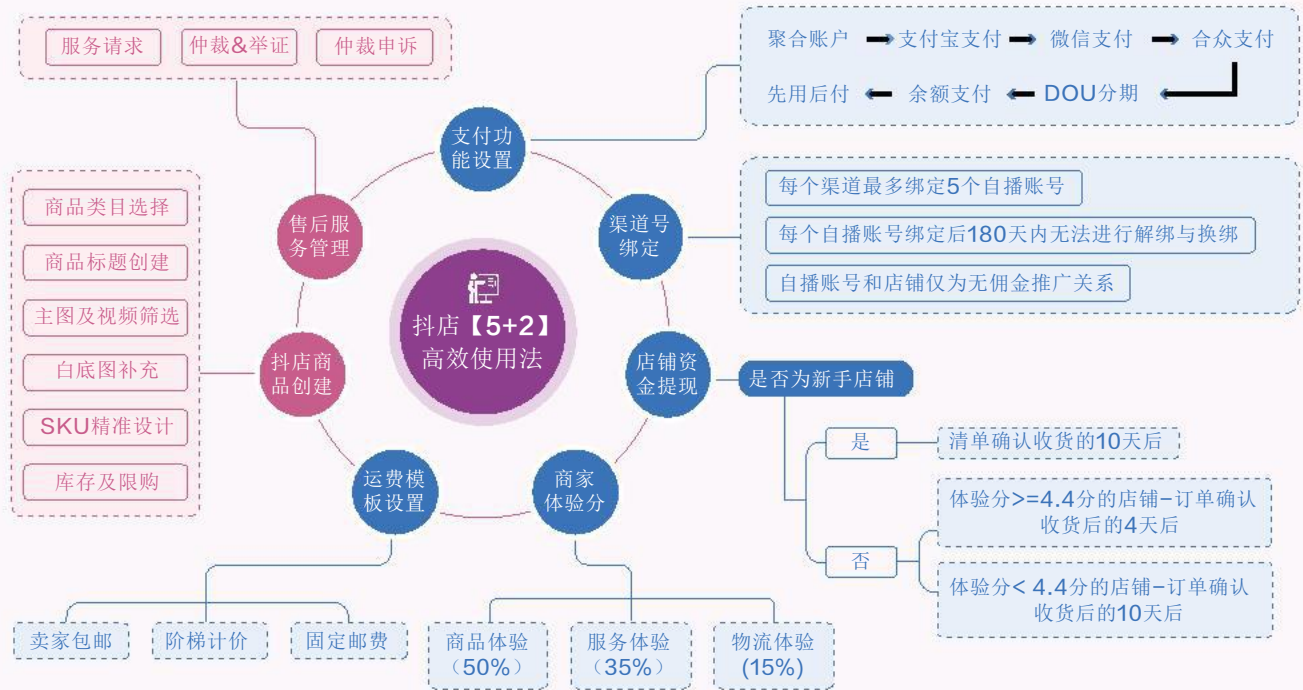 服务请求
仲裁&举证
仲裁申诉
聚合账户
支付宝支付
微信支付
合众支付
先用后付
余额支付
DOU分期
支付功
能设置
商品类目选择
商品标题创建
主图及视频筛选
白底图补充
SKU精准设计
库存及限购
售后服
务管理
渠道号
绑定
每个渠道最多绑定5个自播账号
每个自播账号绑定后180天内无法进行解绑与换绑
自播账号和店铺仅为无佣金推广关系
抖店【5+2】
高效使用法
抖店商
品创建
店铺资
金提现
是否为新手店铺
是
清单确认收货的10天后
否
体验分>=4.4分的店铺-订单确认
收货后的4天后
体验分< 4.4分的店铺-订单确认
收货后的10天后
运费模
板设置
商家
体验分
卖家包邮
阶梯计价
固定邮费
商品体验
（50%）
服务体验
（35%）
物流体验
(15%)